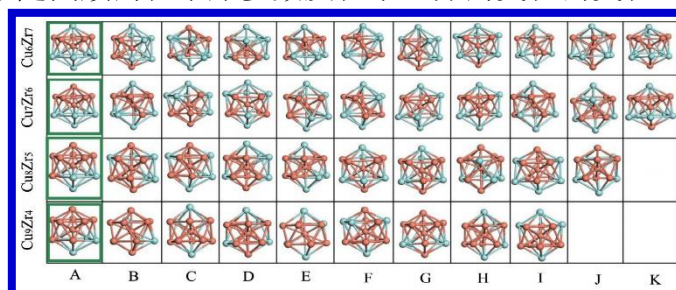 Cu6Zr7
Cu7Zr6
Cu8Zr5
Cu9Zr4
A B C D E F G H I J K